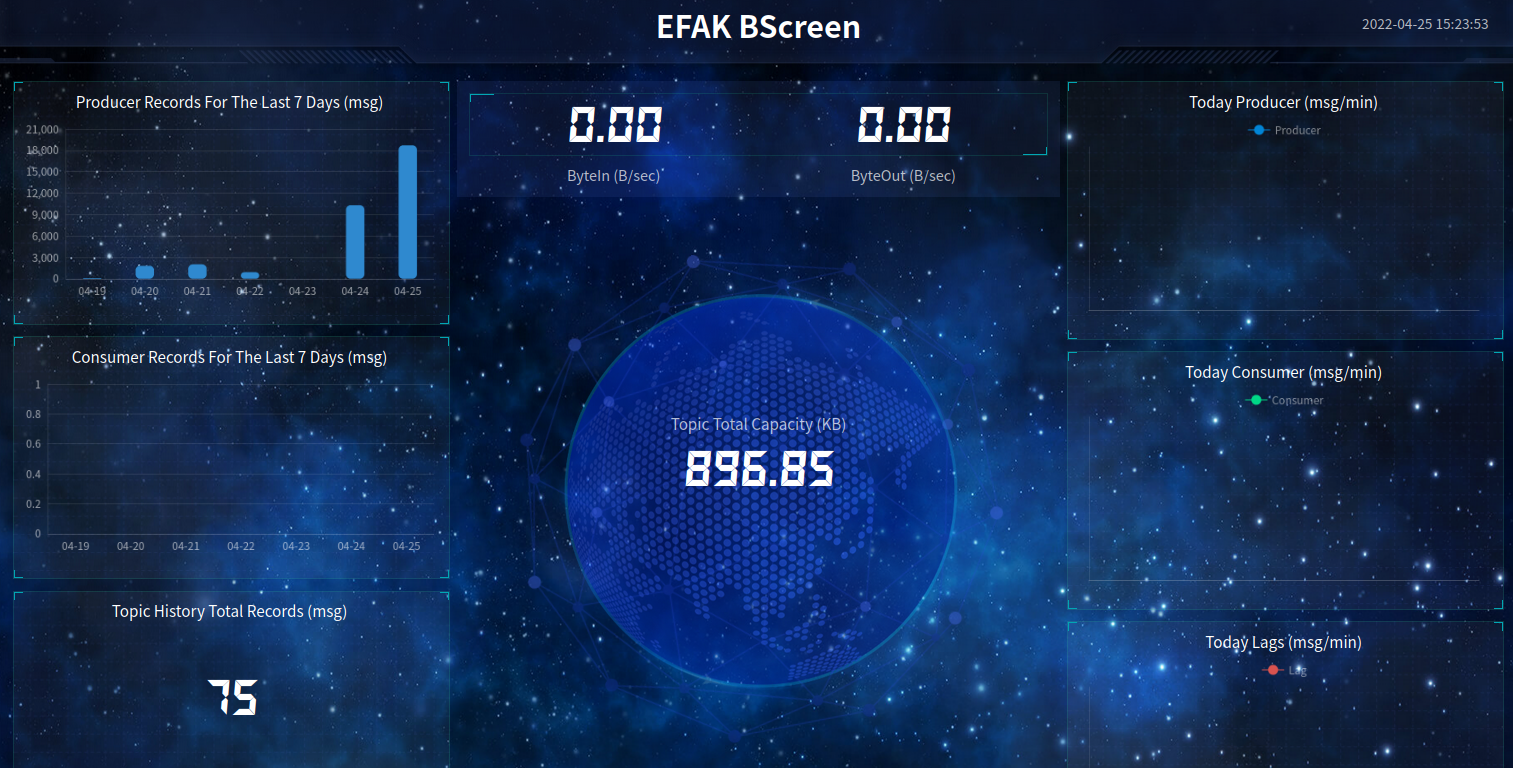 EFAK BScreen
2022-04-25 15:23:53
Producer Records For The Last 7 Days (msg)
21,000
18,000
15,000
12,000
9,000
6,000
3,000
0
04-19 04-20 04-21 04-22 04-23 04-24 04-25
Consumer Records For The Last 7 Days (msg)
1
0.8
0.6
0.4
0.2
0
04-19 04-20 04-21 04-22 04-23 04-24 04-25
Topic History Total Records (msg)
75
0.00 0.00
ByteIn (B/sec) ByteOut (B/sec)
Topic Total Capacity (KB)
896.85
Today Producer (msg/min)
Producer
Today Consumer (msg/min)
Consumer
Today Lags (msg/min)
Lag